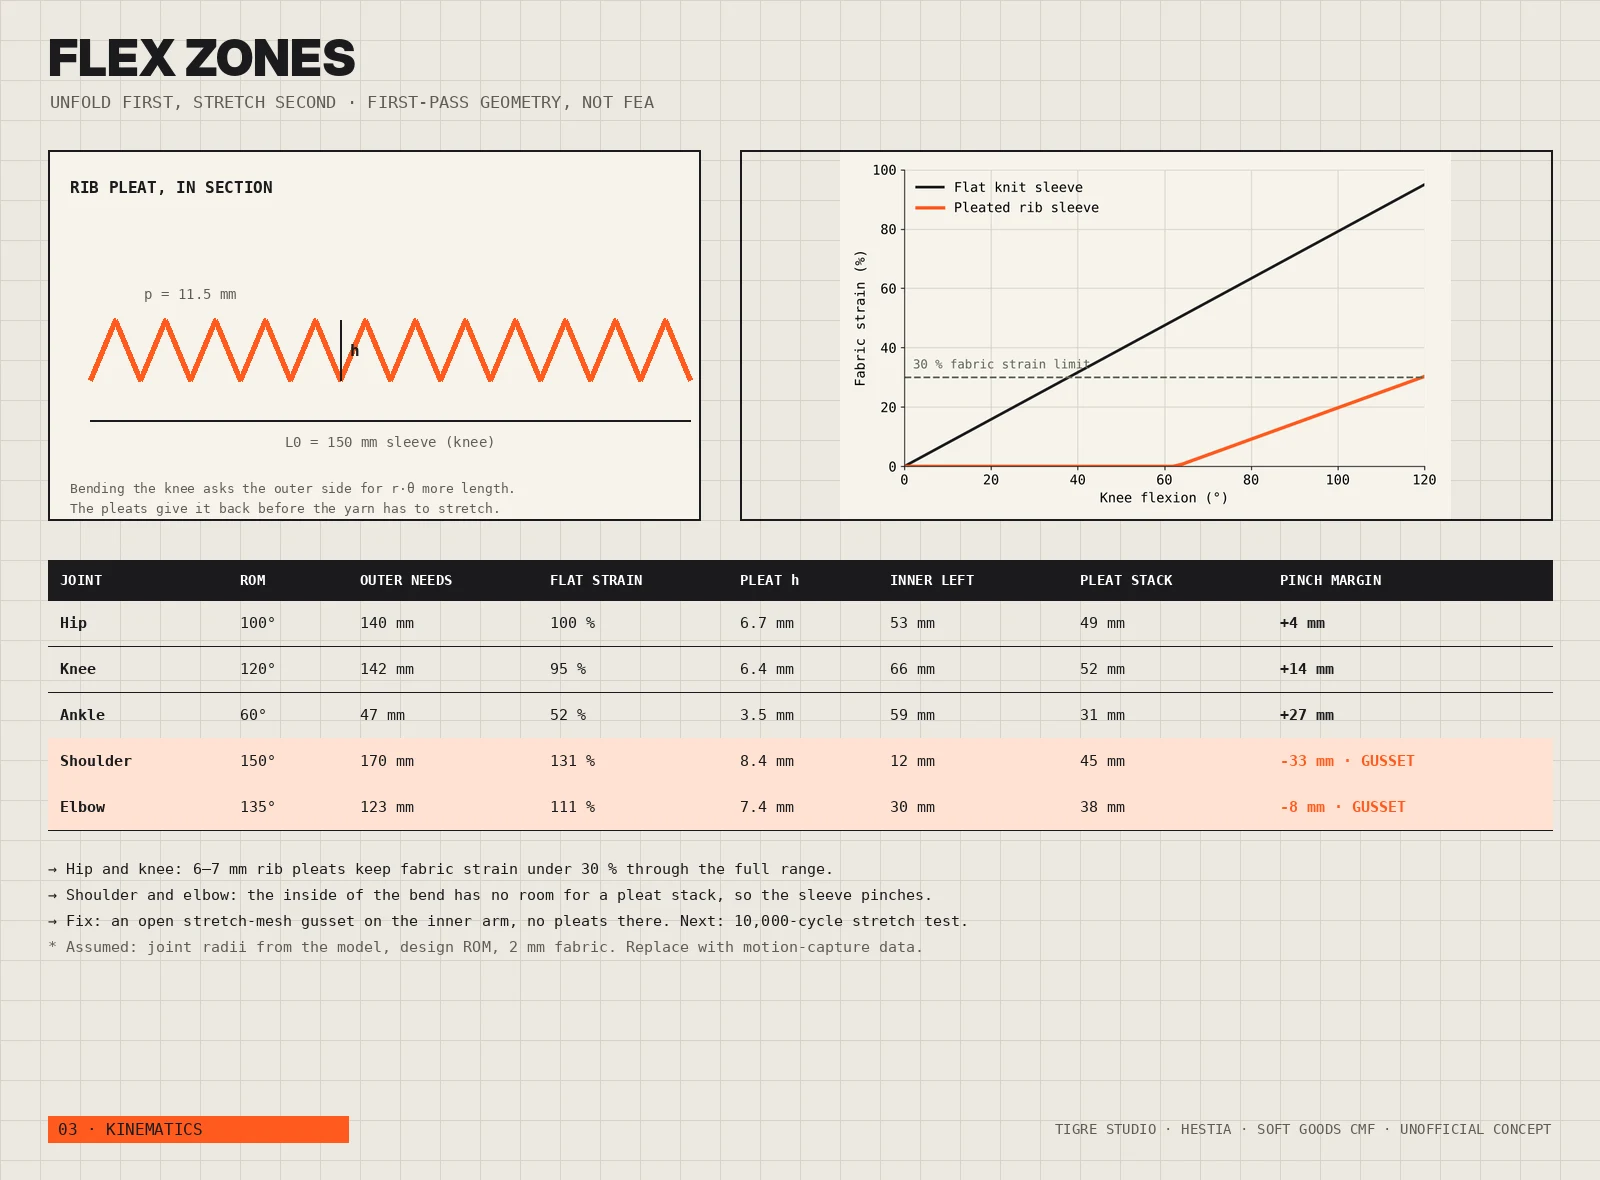 FLEX ZONES
UNFOLD FIRST, STRETCH SECOND · FIRST-PASS GEOMETRY, NOT FEA
RIB PLEAT, IN SECTION
p = 11.5 mm
h
L0 = 150 mm sleeve (knee)
Bending the knee asks the outer side for r·θ more length.
The pleats give it back before the yarn has to stretch.
Flat knit sleeve
Pleated rib sleeve
Fabric strain (%)
100
80
60
40
20
0
30 % fabric strain limit
0 20 40 60 80 100 120
Knee flexion (°)
JOINT ROM OUTER NEEDS FLAT STRAIN PLEAT h INNER LEFT PLEAT STACK PINCH MARGIN
Hip 100° 140 mm 100 % 6.7 mm 53 mm 49 mm +4 mm
Knee 120° 142 mm 95 % 6.4 mm 66 mm 52 mm +14 mm
Ankle 60° 47 mm 52 % 3.5 mm 59 mm 31 mm +27 mm
Shoulder 150° 170 mm 131 % 8.4 mm 12 mm 45 mm -33 mm · GUSSET
Elbow 135° 123 mm 111 % 7.4 mm 30 mm 38 mm -8 mm · GUSSET
→ Hip and knee: 6–7 mm rib pleats keep fabric strain under 30 % through the full range.
→ Shoulder and elbow: the inside of the bend has no room for a pleat stack, so the sleeve pinches.
→ Fix: an open stretch-mesh gusset on the inner arm, no pleats there. Next: 10,000-cycle stretch test.
* Assumed: joint radii from the model, design ROM, 2 mm fabric. Replace with motion-capture data.
03 · KINEMATICS
TIGRE STUDIO · HESTIA · SOFT GOODS CMF · UNOFFICIAL CONCEPT